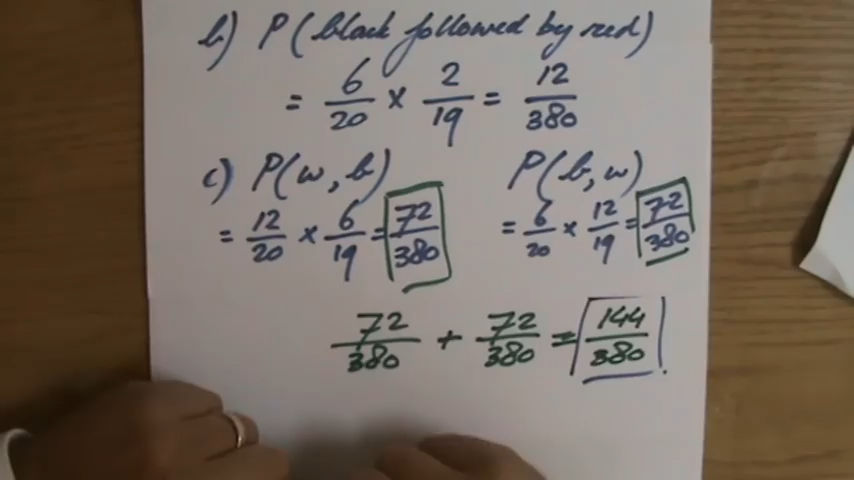 b) P(black followed by red)
= 6/20 × 2/19 = 12/380
c) P(w, b) P(b, w)
= 12/20 × 6/19 = 72/380 = 6/20 × 12/19 = 72/380
72/380 + 72/380 = 144/380.